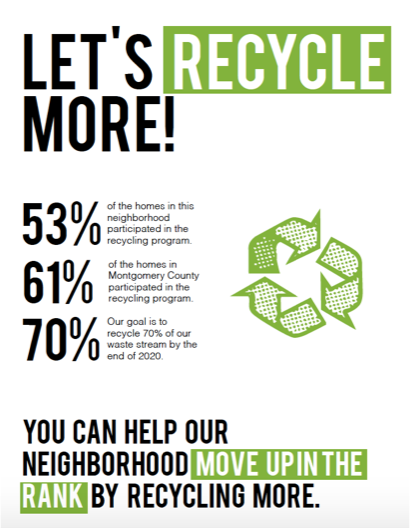 LET'S RECYCLE
MORE!
53%
of the homes in this
neighborhood
participated in the
recycling program.
61%
of the homes in
Montgomery County
participated in the
recycling program.
70%
Our goal is to
recycle 70% of our
waste stream by the
end of 2020.
YOU CAN HELP OUR
NEIGHBORHOOD MOVE UP IN THE
RANK BY RECYCLING MORE.